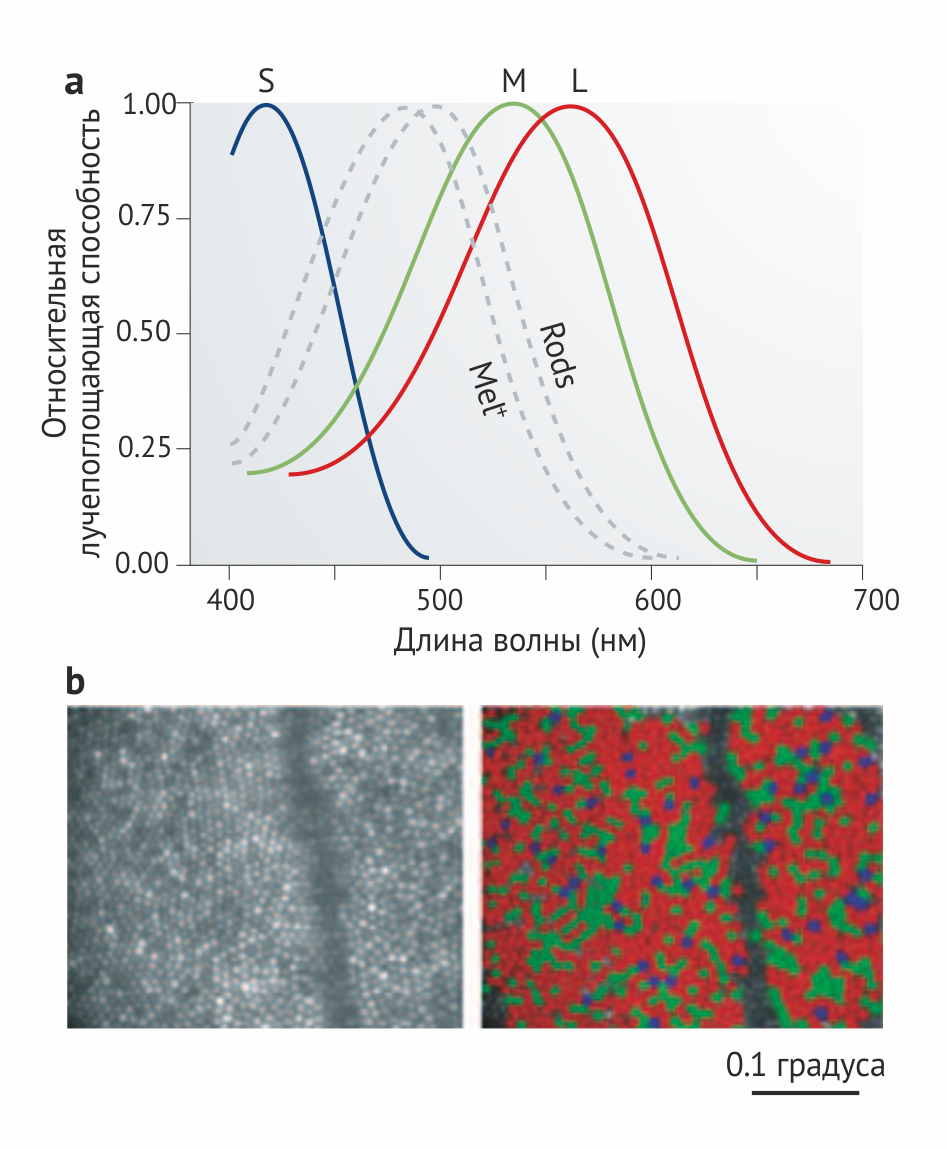 a
S M L
Относительная
лучепоглощающая способность
1.00
0.75
0.50
0.25
0.00
Rods
Mel+
400 500 600 700
Длина волны (нм)
b
0.1 градуса